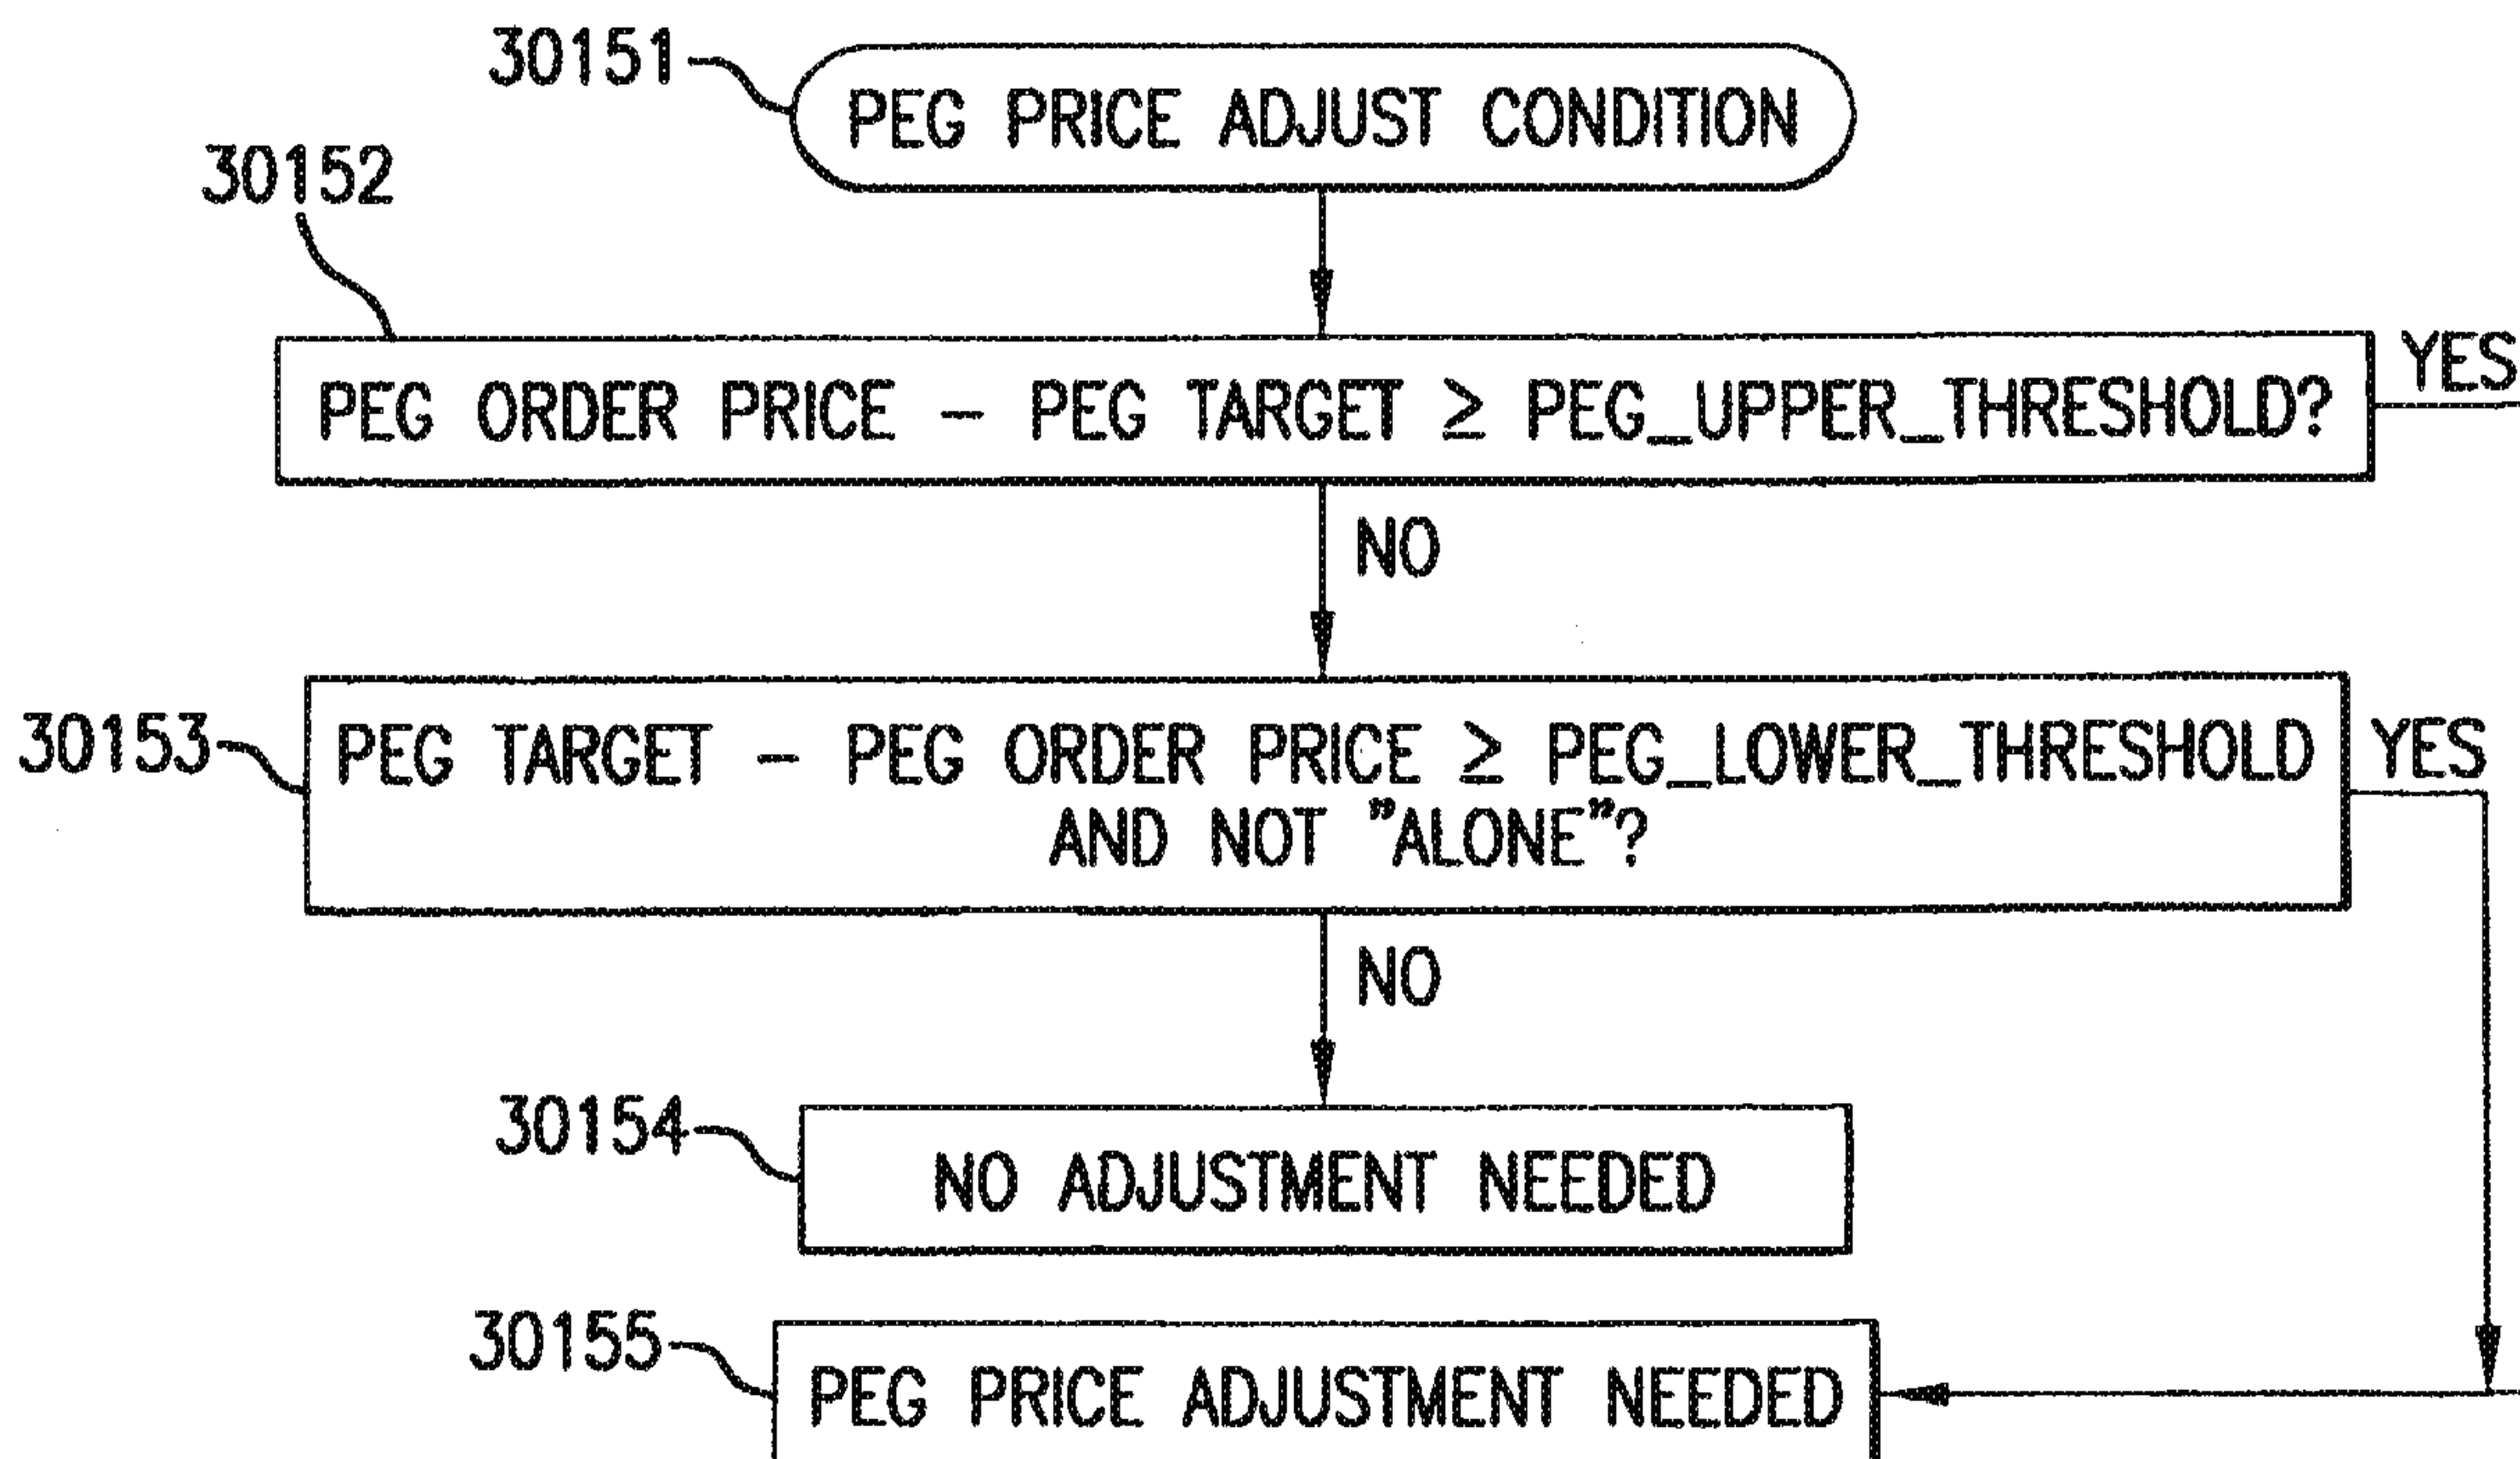 30151
PEG PRICE ADJUST CONDITION
30152
PEG ORDER PRICE – PEG TARGET ≥ PEG_UPPER_THRESHOLD?
YES
NO
30153
PEG TARGET – PEG ORDER PRICE ≥ PEG_LOWER_THRESHOLD
AND NOT "ALONE"?
YES
NO
30154
NO ADJUSTMENT NEEDED
30155
PEG PRICE ADJUSTMENT NEEDED